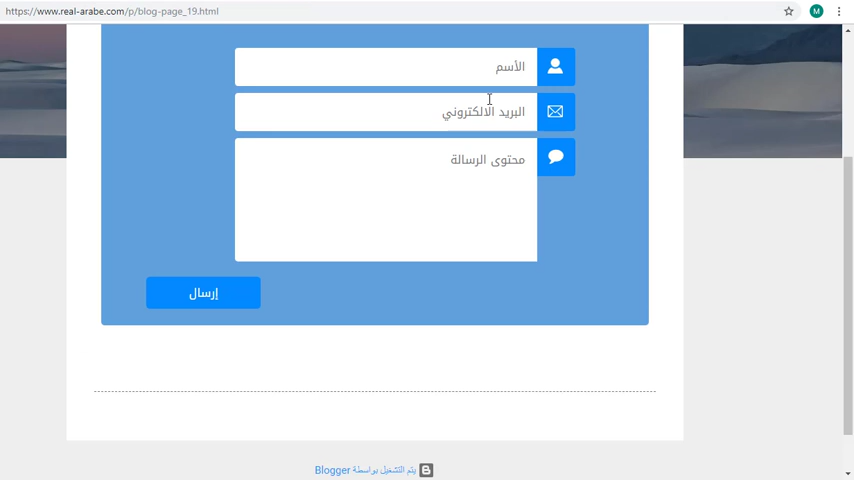 https://www.real-arabe.com/p/blog-page_19.html
M
الأسم
البريد الالكتروني
محتوى الرسالة
إرسال
يتم التشغيل بواسطة Blogger